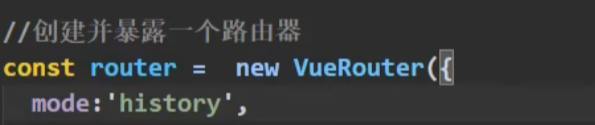 //创建并暴露一个路由器
const router =  new VueRouter({
  mode:'history',